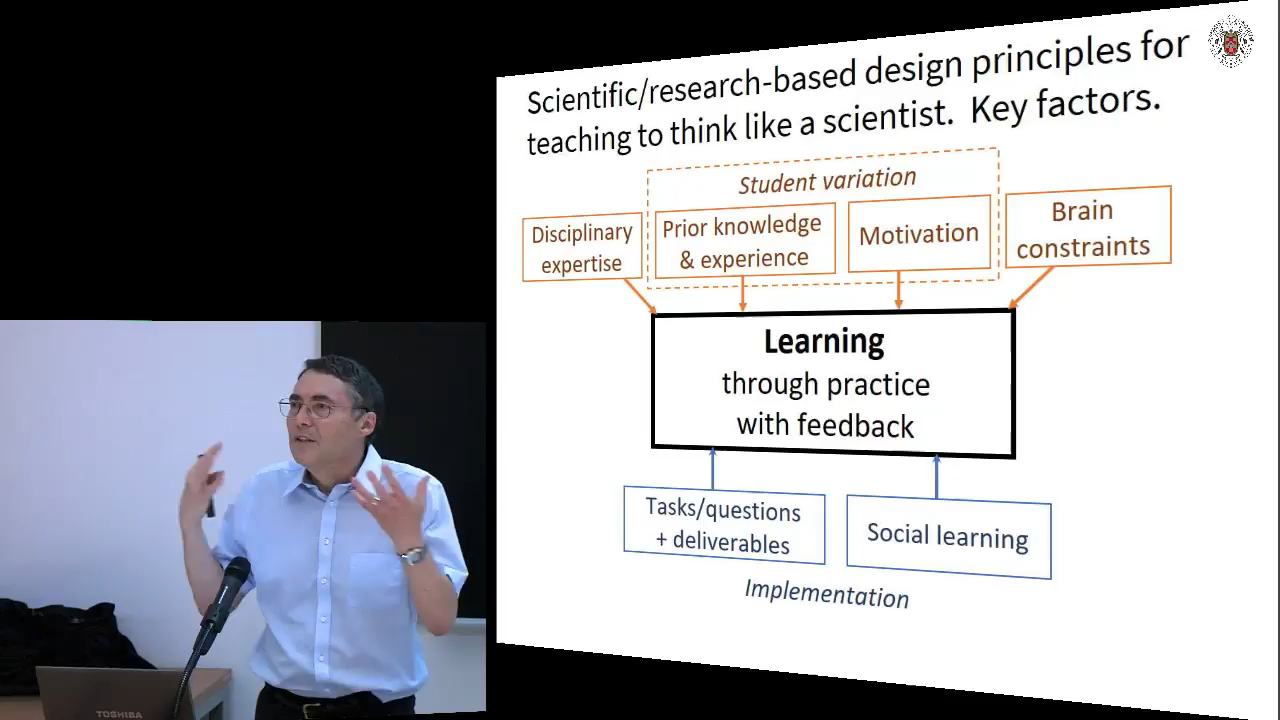 Scientific/research-based design principles for
teaching to think like a scientist. Key factors.
Student variation
Disciplinary
expertise
Prior knowledge
& experience
Motivation
Brain
constraints
Learning
through practice
with feedback
Tasks/questions
+ deliverables
Social learning
Implementation
TOSHIBA